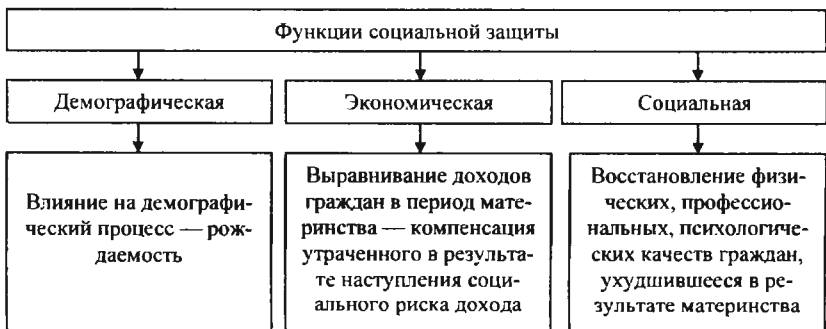 Функции социальной защиты
Демографическая
Экономическая
Социальная
Влияние на демографи-
ческий процесс — рож-
даемость
Выравнивание доходов
граждан в период мате-
ринства — компенсация
утраченного в результа-
те наступления соци-
ального риска дохода
Восстановление физи-
ческих, профессио-
нальных, психологиче-
ских качеств граждан,
ухудшившееся в ре-
зультате материнства